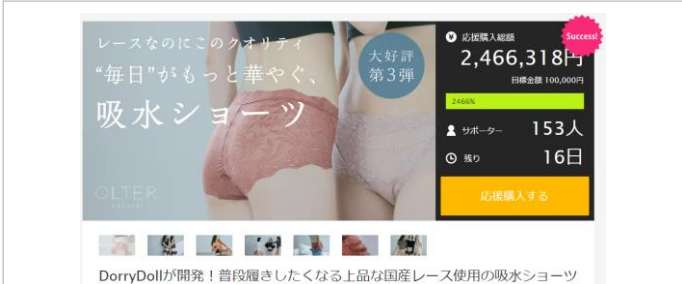 レースなのにこのクオリティ
“毎日”がもっと華やぐ、
吸水ショーツ
大好評
第3弾
OLTER
応援購入総額
Success!
2,466,318円
目標金額 100,000円
2466%
サポーター 153人
残り 16日
応援購入する
DorryDollが開発！普段履きしたくなる上品な国産レース使用の吸水ショーツ